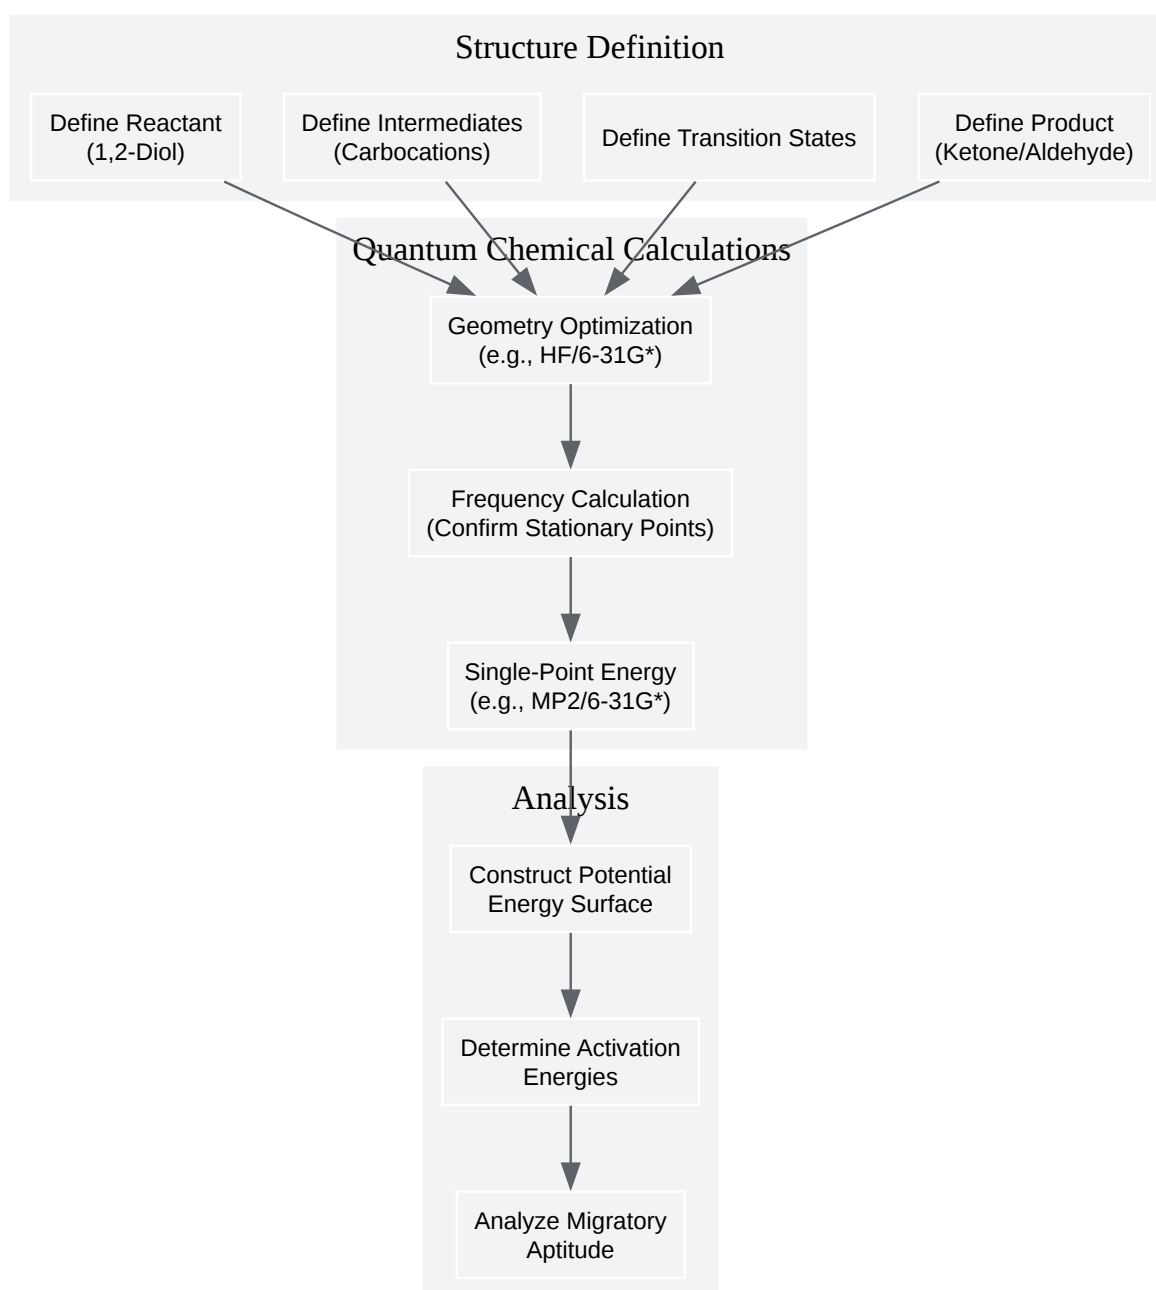 Structure Definition
Define Reactant
(1,2-Diol)
Define Intermediates
(Carbocations)
Define Transition States
Define Product
(Ketone/Aldehyde)
Quantum Chemical Calculations
Geometry Optimization
(e.g., HF/6-31G*)
Frequency Calculation
(Confirm Stationary Points)
Single-Point Energy
(e.g., MP2/6-31G*)
Analysis
Construct Potential
Energy Surface
Determine Activation
Energies
Analyze Migratory
Aptitude